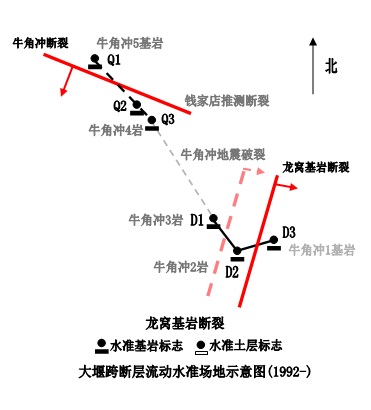 牛角冲断裂
牛角冲5基岩
Q1
北
Q2
钱家店推测断裂
Q3
牛角冲4岩
牛角冲地震破裂
龙窝基岩断裂
牛角冲3岩
D1
D3
牛角冲1基岩
牛角冲2岩
D2
龙窝基岩断裂
水准基岩标志 水准土层标志
大堰跨断层流动水准场地示意图(1992-)